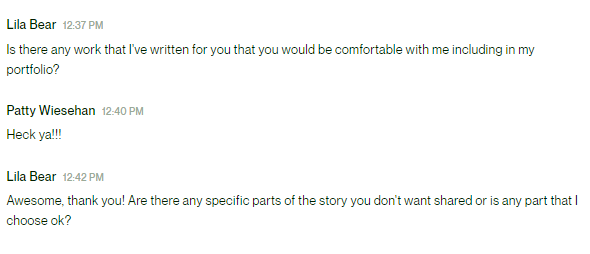 Lila Bear 12:37 PM
Is there any work that I've written for you that you would be comfortable with me including in my
portfolio?
Patty Wiesehan 12:40 PM
Heck ya!!!
Lila Bear 12:42 PM
Awesome, thank you! Are there any specific parts of the story you don't want shared or is any part that I
choose ok?